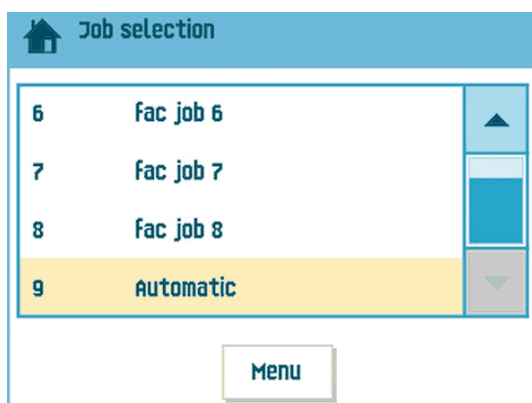 Job selection
6 fac job 6
7 fac job 7
8 fac job 8
9 Automatic
Menu